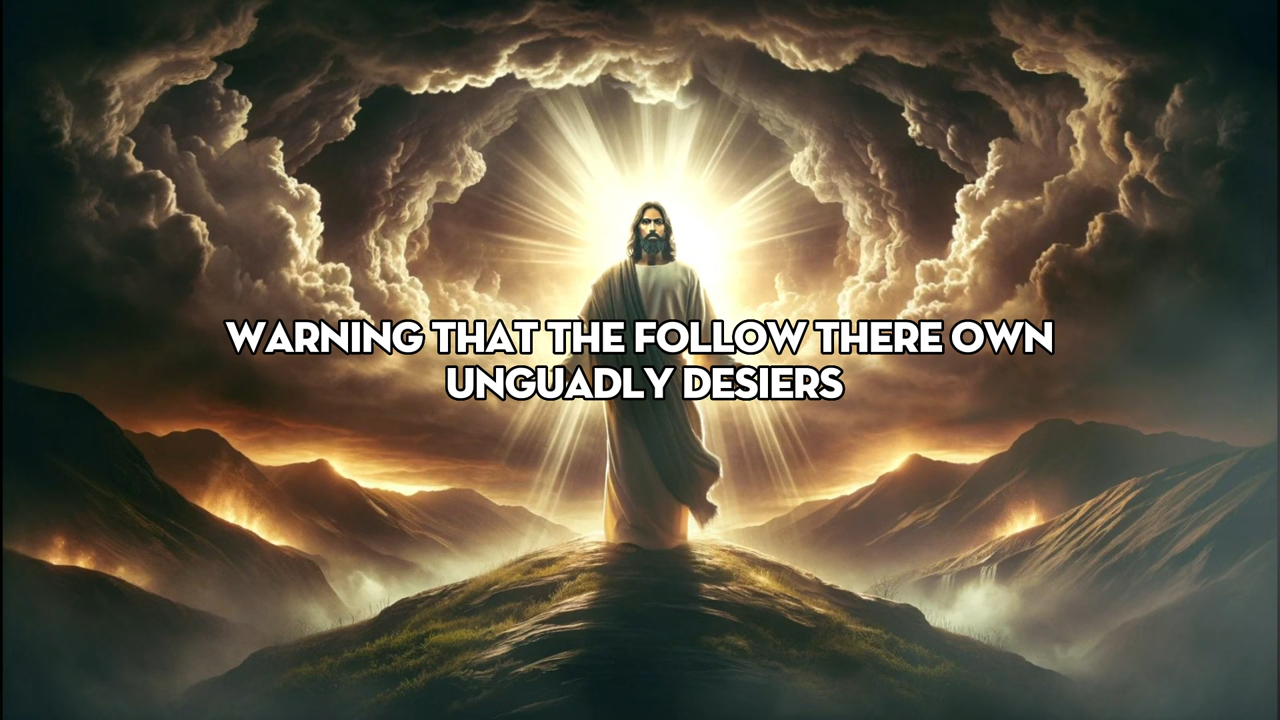 WARNING THAT THE FOLLOW THERE OWN
UNGUADLY DESIERS